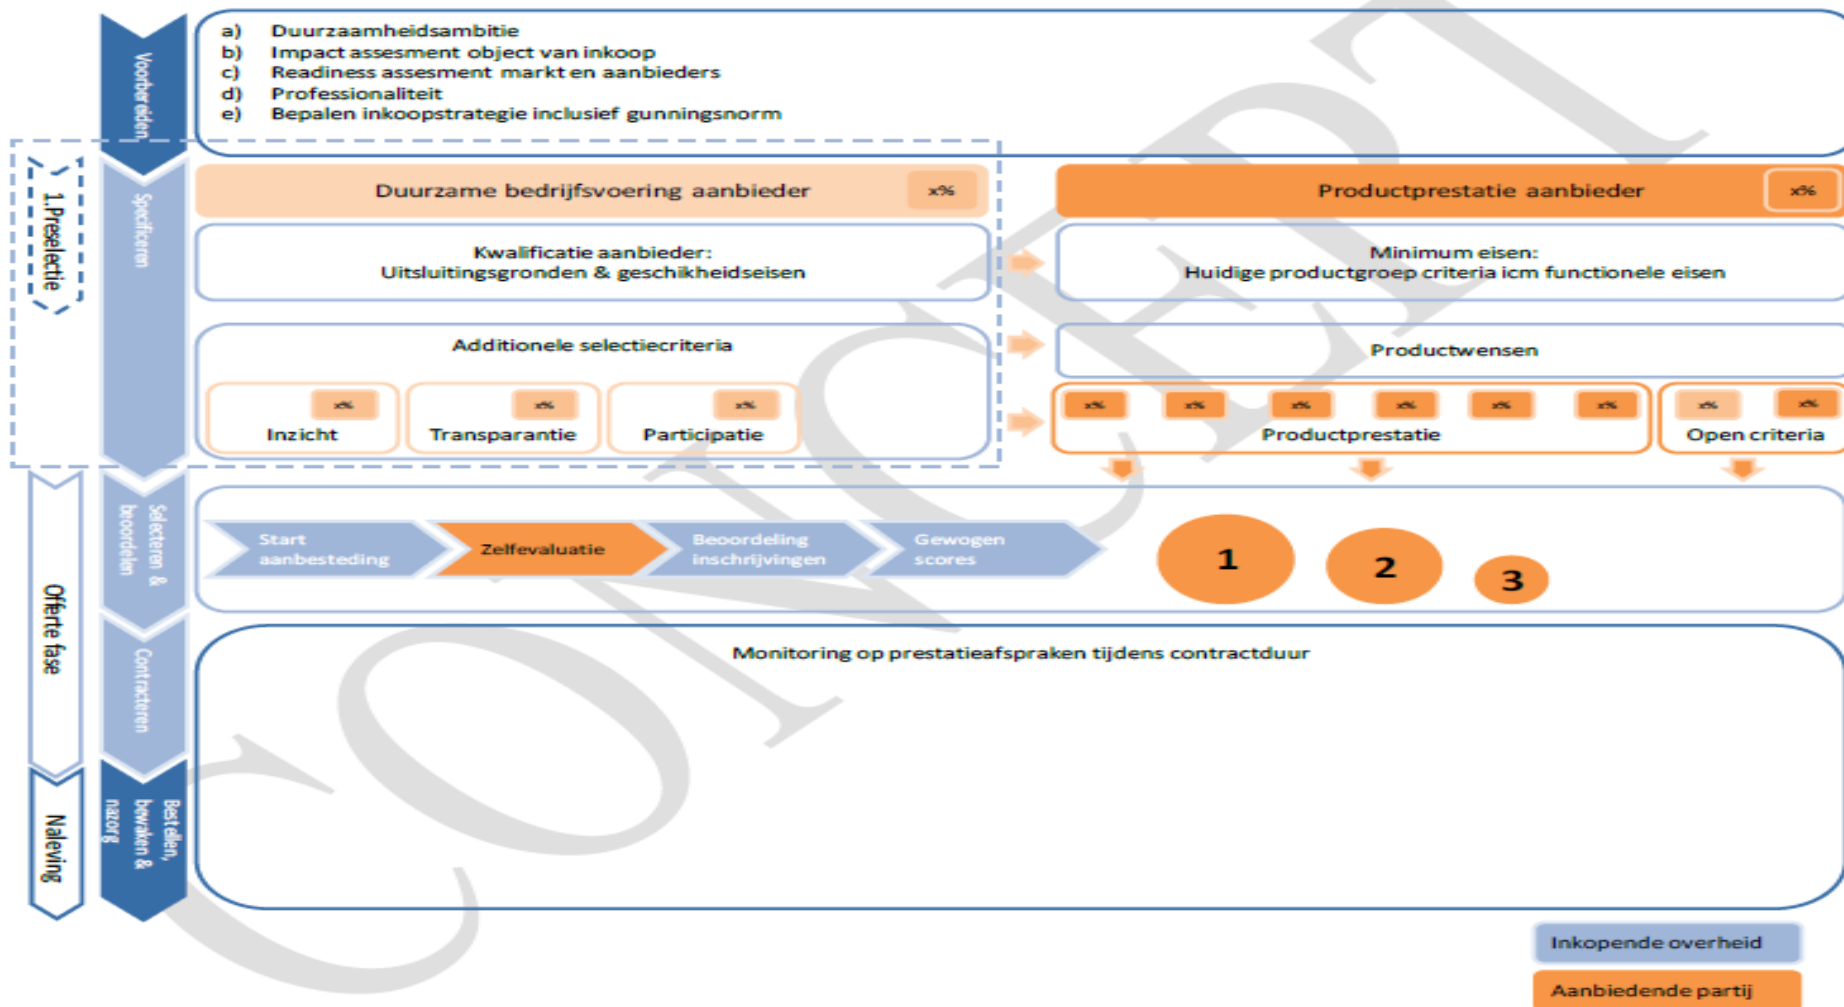 a) Duurzaamheidsambitie
b) Impact assesment object van inkoop
c) Readiness assesment markt en aanbieders
d) Professionaliteit
e) Bepalen inkoopstrategie inclusief gunningsnorm
Voorbereiden
1.Preselectie
Specificeren
Duurzame bedrijfsvoering aanbieder x%
Productprestatie aanbieder x%
Kwalificatie aanbieder:
Uitsluitingsgronden & geschikheidseisen
Minimum eisen:
Huidige productgroep criteria icm functionele eisen
Additionele selectiecriteria
Productwensen
x% x% x%
Inzicht Transparantie Participatie
x% x% x% x% x% x% x% x%
Productprestatie Open criteria
Offerte fase
Selecteren &
beoordelen
Start
aanbesteding
Zelfevaluatie
Beoordeling
inschrijvingen
Gewogen
scores
1 2 3
Contracteren
Monitoring op prestatieafspraken tijdens contractduur
Naleving
Bestellen,
bewaken &
nazorg
Inkopende overheid
Aanbiedende partij
CONCEPT